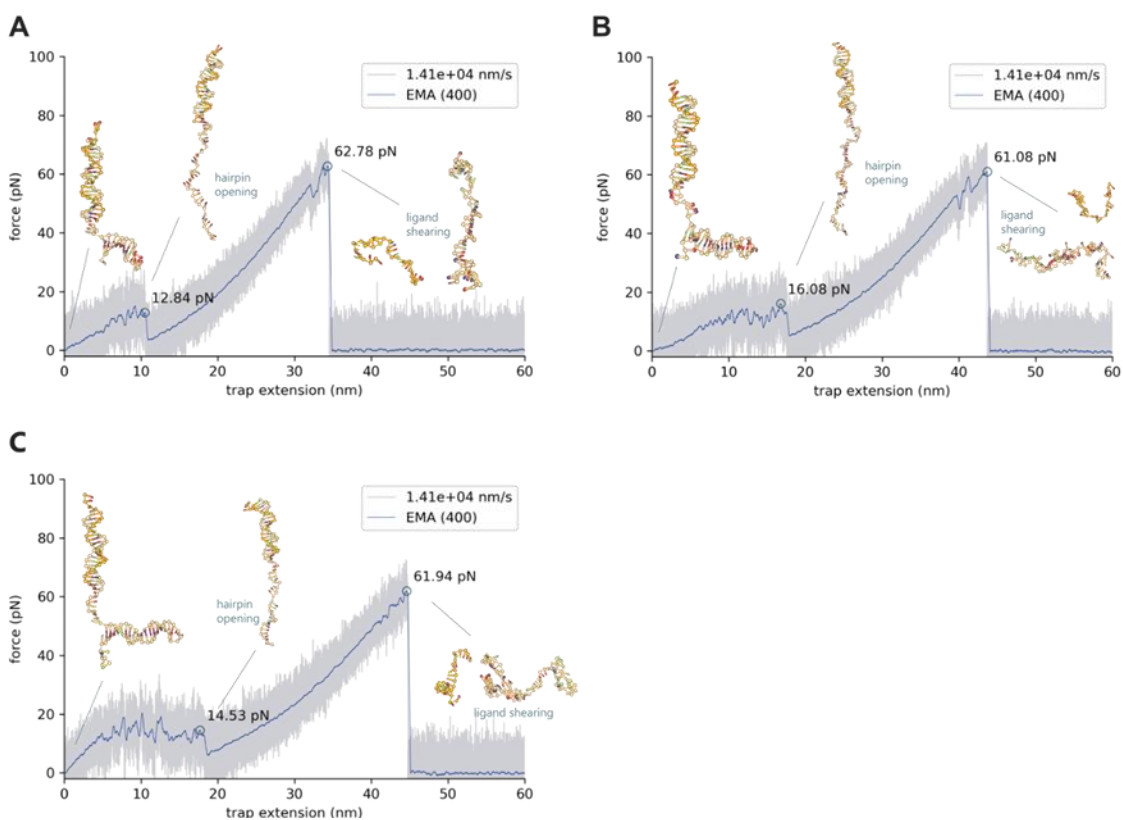 A
100
80
60
40
20
0
force (pN)
0 10 20 30 40 50 60
trap extension (nm)
1.41e+04 nm/s
EMA (400)
hairpin
opening
62.78 pN
ligand
shearing
12.84 pN
B
100
80
60
40
20
0
force (pN)
0 10 20 30 40 50 60
trap extension (nm)
1.41e+04 nm/s
EMA (400)
hairpin
opening
61.08 pN
ligand
shearing
16.08 pN
C
100
80
60
40
20
0
force (pN)
0 10 20 30 40 50 60
trap extension (nm)
1.41e+04 nm/s
EMA (400)
61.94 pN
hairpin
opening
14.53 pN
ligand shearing